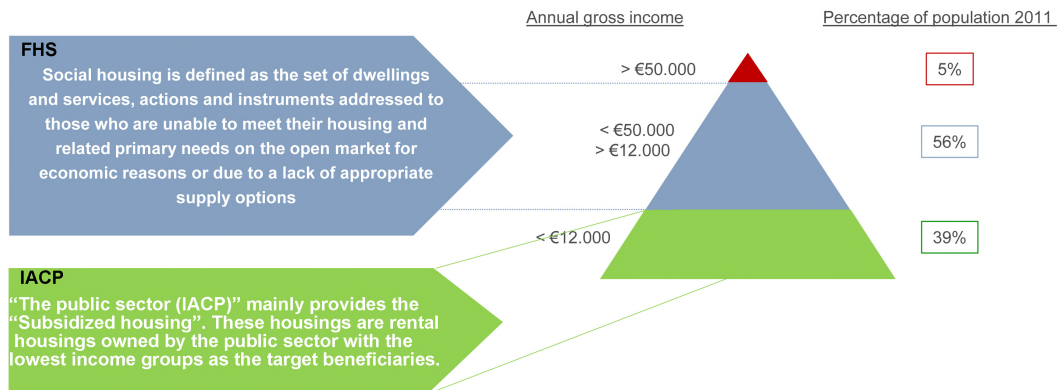 Annual gross income
Percentage of population 2011
FHS
Social housing is defined as the set of dwellings
and services, actions and instruments addressed to
those who are unable to meet their housing and
related primary needs on the open market for
economic reasons or due to a lack of appropriate
supply options
> €50.000
5%
< €50.000
> €12.000
56%
< €12.000
39%
IACP
“The public sector (IACP)” mainly provides the
“Subsidized housing”. These housings are rental
housings owned by the public sector with the
lowest income groups as the target beneficiaries.